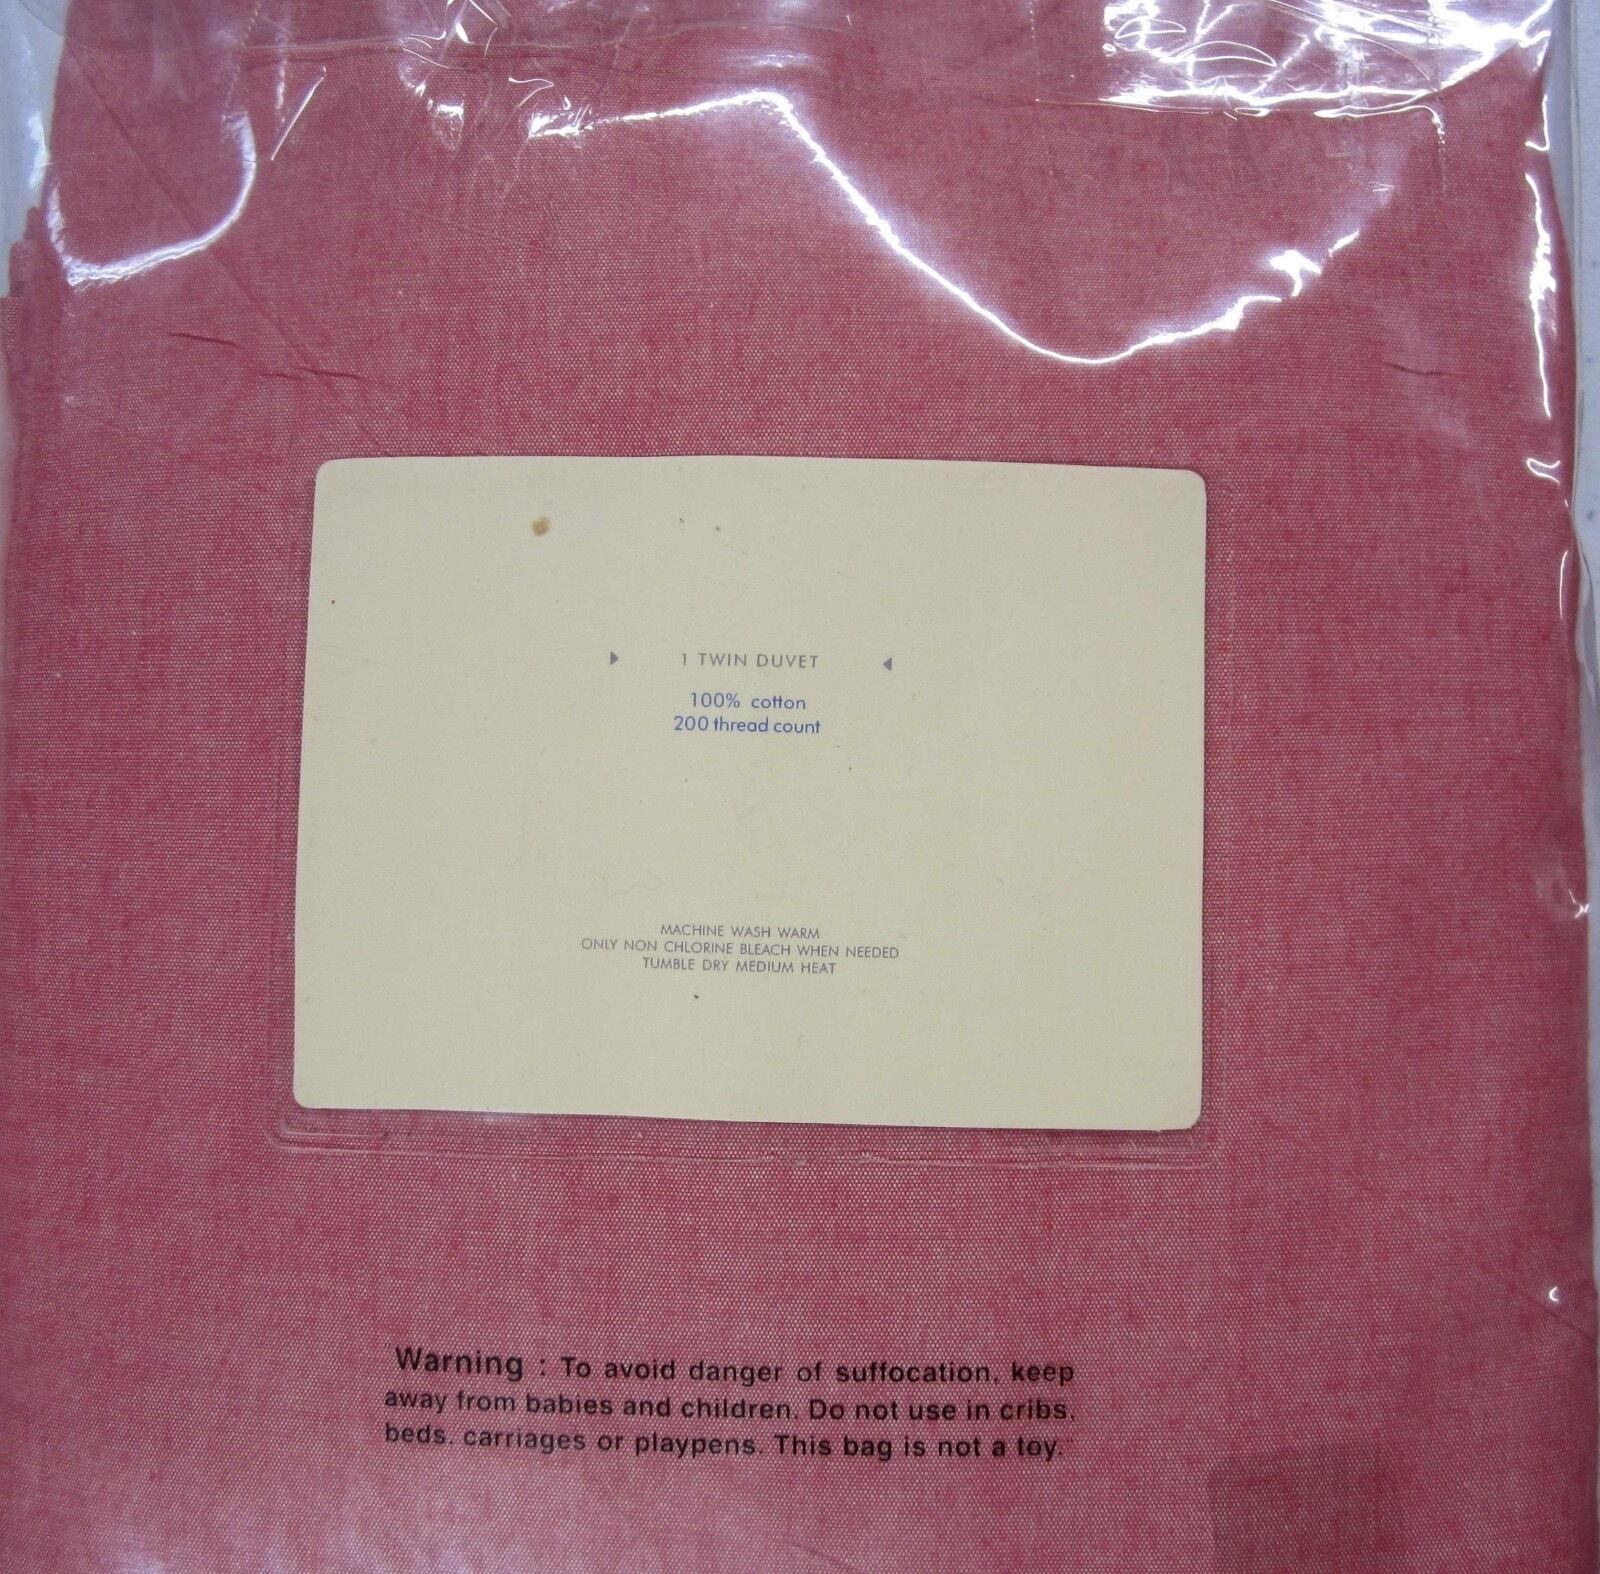 1 TWIN DUVET
100% cotton
200 thread count
MACHINE WASH WARM
ONLY NON CHLORINE BLEACH WHEN NEEDED
TUMBLE DRY MEDIUM HEAT
"Warning : To avoid danger of suffocation, keep
away from babies and children. Do not use in cribs,
beds, carriages or playpens. This bag is not a toy."